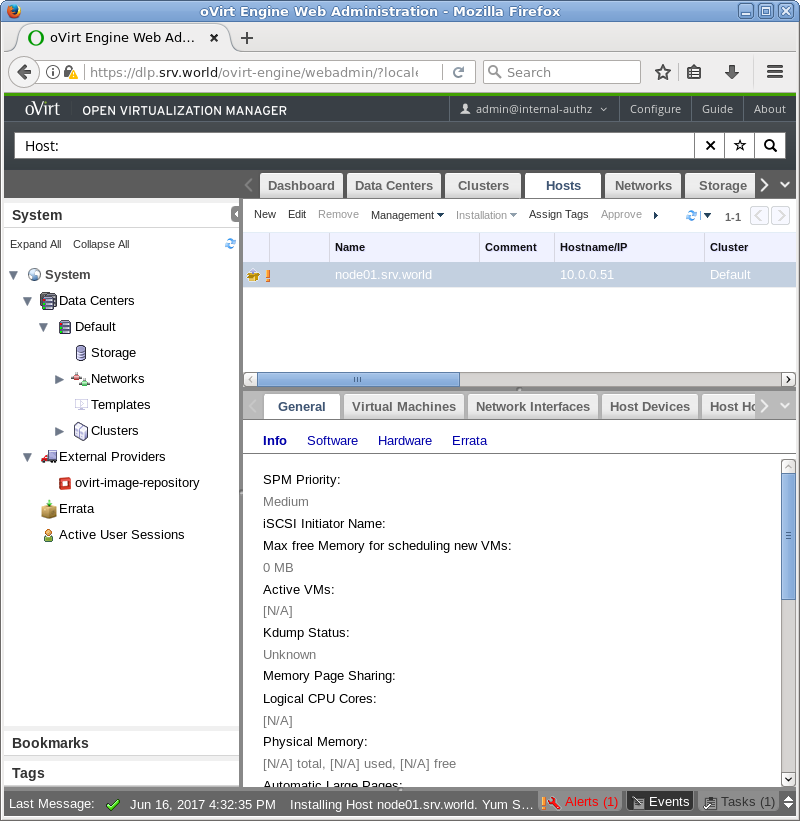 oVirt Engine Web Administration - Mozilla Firefox
oVirt Engine Web Ad...
https://dlp.srv.world/ovirt-engine/webadmin/?locale
Search
oVirt OPEN VIRTUALIZATION MANAGER
admin@internal-authz Configure Guide About
Host:
Dashboard Data Centers Clusters Hosts Networks Storage
System
Expand All Collapse All
System
Data Centers
Default
Storage
Networks
Templates
Clusters
External Providers
ovirt-image-repository
Errata
Active User Sessions
Bookmarks
Tags
New Edit Remove Management Installation Assign Tags Approve 1-1
Name Comment Hostname/IP Cluster
node01.srv.world 10.0.0.51 Default
General Virtual Machines Network Interfaces Host Devices Host Ho
Info Software Hardware Errata
SPM Priority:
Medium
iSCSI Initiator Name:
Max free Memory for scheduling new VMs:
0 MB
Active VMs:
[N/A]
Kdump Status:
Unknown
Memory Page Sharing:
Logical CPU Cores:
[N/A]
Physical Memory:
[N/A] total, [N/A] used, [N/A] free
Automatic Large Pages:
Last Message: Jun 16, 2017 4:32:35 PM Installing Host node01.srv.world. Yum S... Alerts (1) Events Tasks (1)